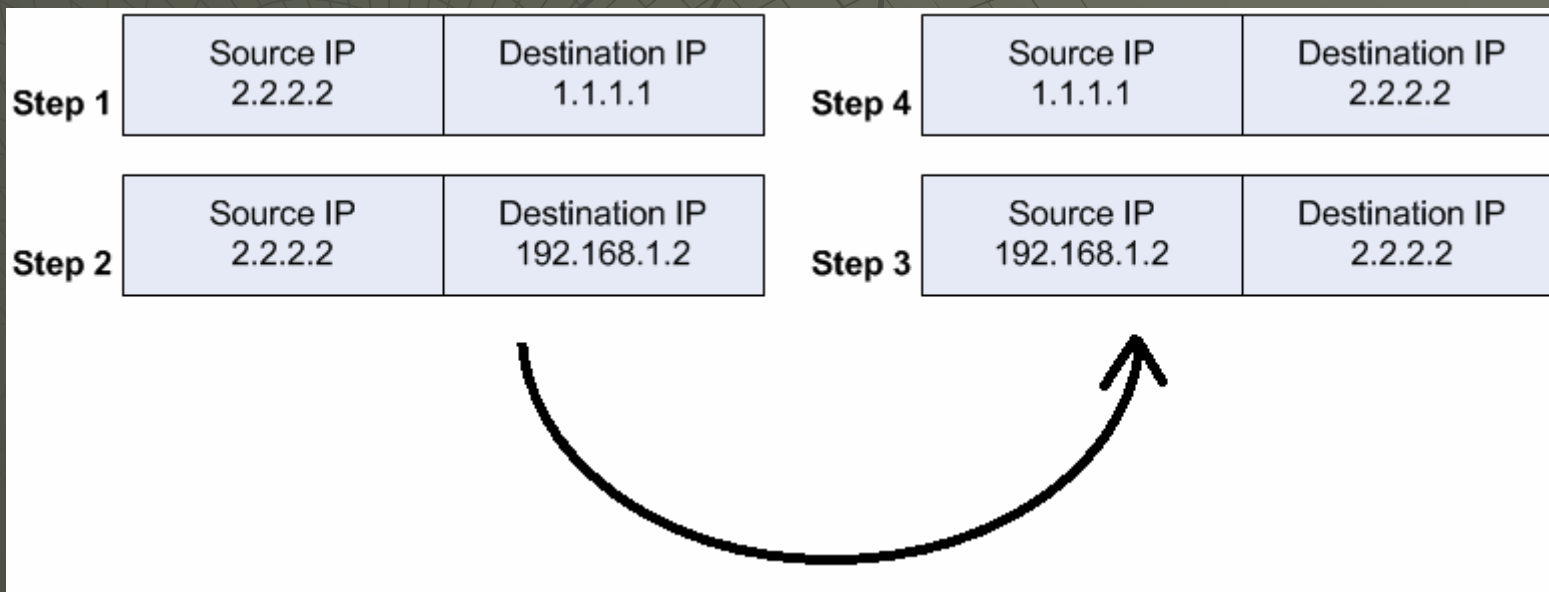 Step 1
Source IP
2.2.2.2
Destination IP
1.1.1.1
Step 2
Source IP
2.2.2.2
Destination IP
192.168.1.2
Step 4
Source IP
1.1.1.1
Destination IP
2.2.2.2
Step 3
Source IP
192.168.1.2
Destination IP
2.2.2.2